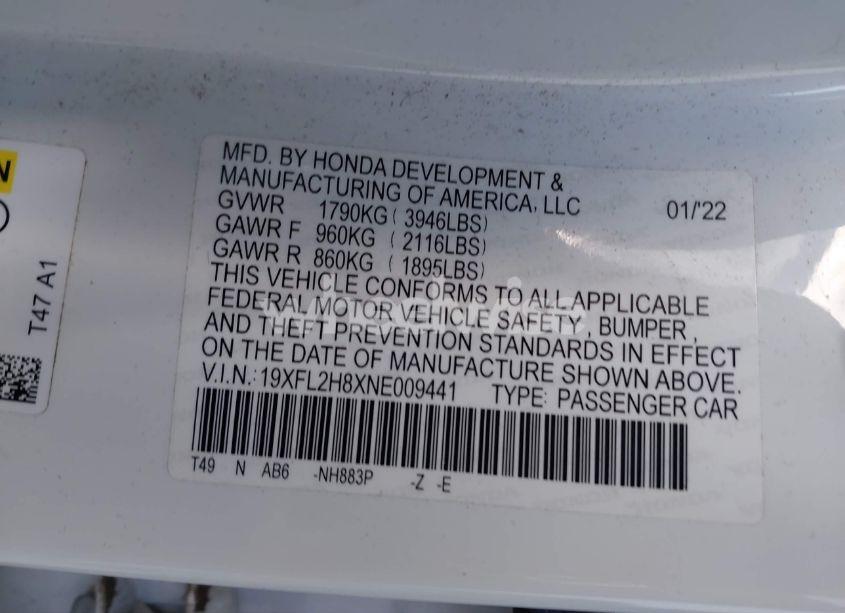 N
T47 A1
MFD. BY HONDA DEVELOPMENT &
MANUFACTURING OF AMERICA, LLC 01/'22
GVWR 1790KG ( 3946LBS)
GAWR F 960KG ( 2116LBS)
GAWR R 860KG ( 1895LBS)
THIS VEHICLE CONFORMS TO ALL APPLICABLE
FEDERAL MOTOR VEHICLE SAFETY , BUMPER ,
AND THEFT PREVENTION STANDARDS IN EFFECT
ON THE DATE OF MANUFACTURE SHOWN ABOVE.
V.I.N.: 19XFL2H8XNE009441 TYPE: PASSENGER CAR
T49 N AB6 -NH883P -Z -E